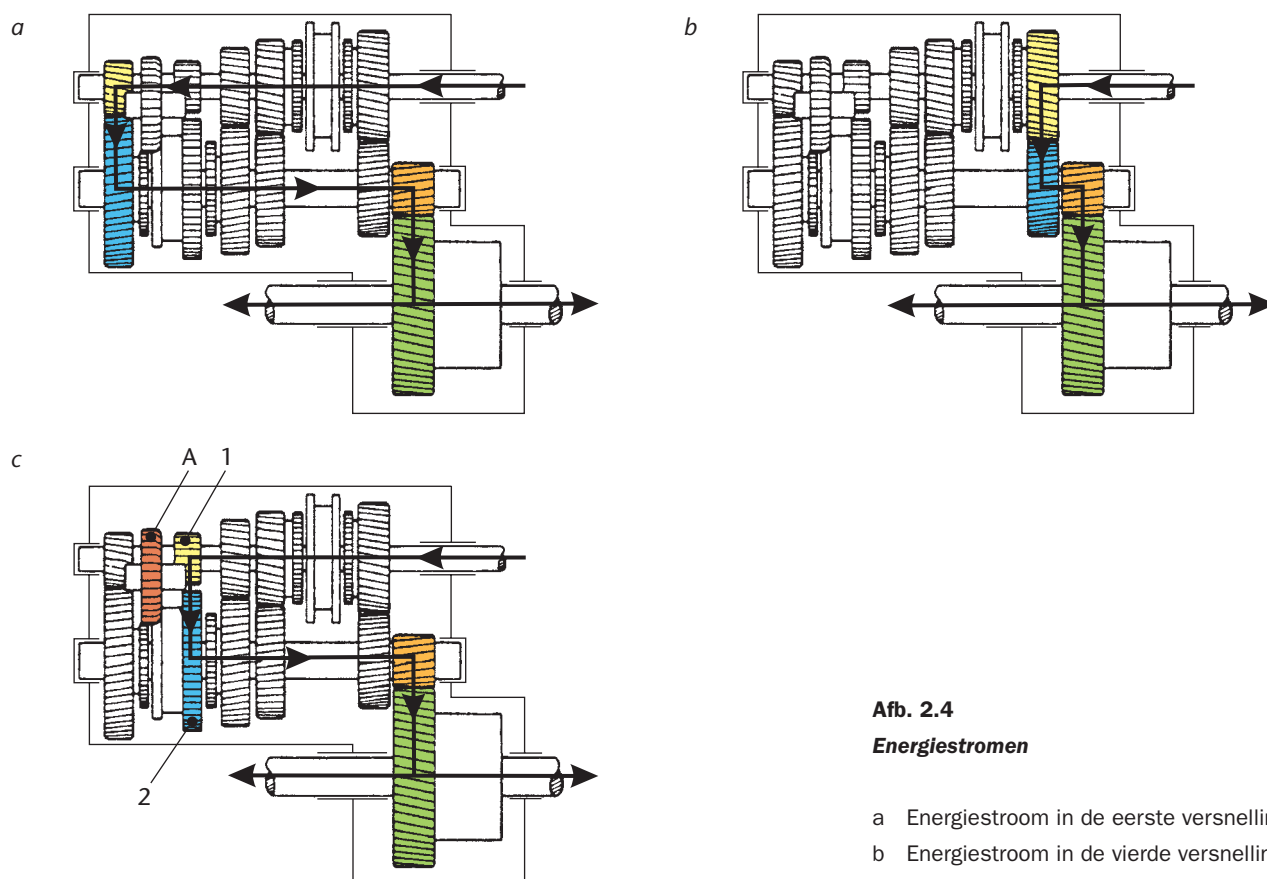 a
b
c
A
1
2
Afb. 2.4
Energiestromen
a Energiestroom in de eerste versnellin
b Energiestroom in de vierde versnellin